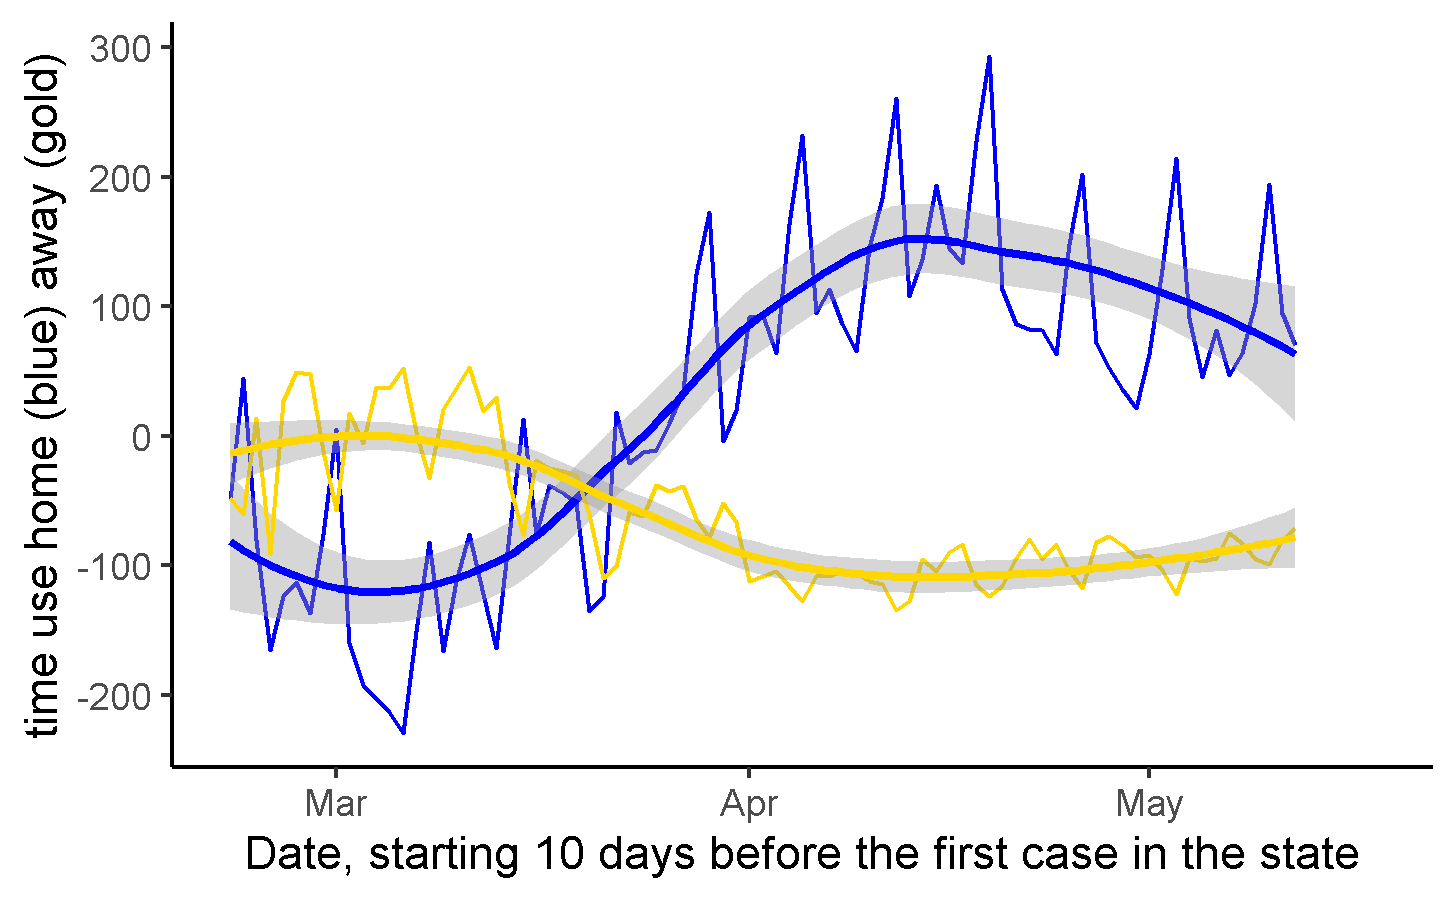 time use home (blue) away (gold)
300
200
100
0
-100
-200
Mar
Apr
May
Date, starting 10 days before the first case in the state